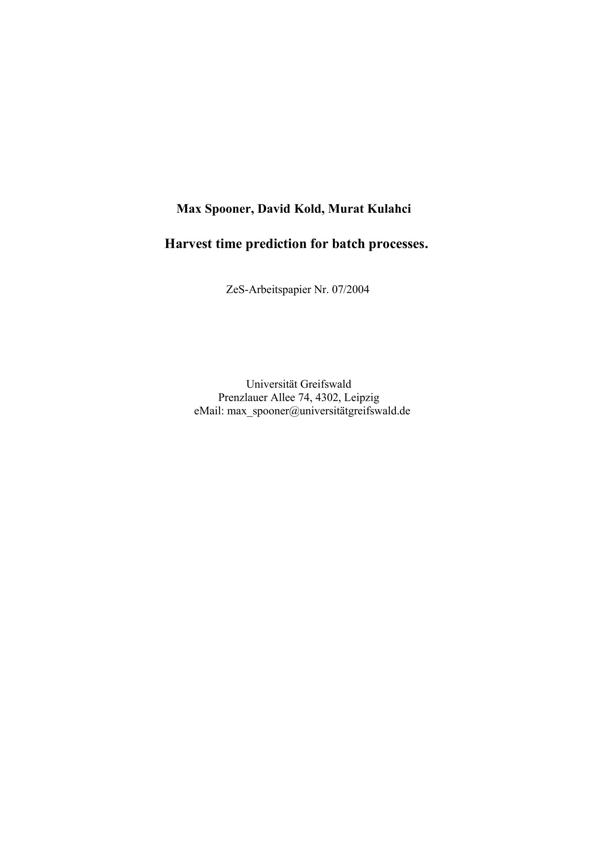 Max Spooner, David Kold, Murat Kulahci
Harvest time prediction for batch processes.
ZeS-Arbeitspapier Nr. 07/2004
Universität Greifswald
Prenzlauer Allee 74, 4302, Leipzig
eMail: max_spooner@universitätgreifswald.de